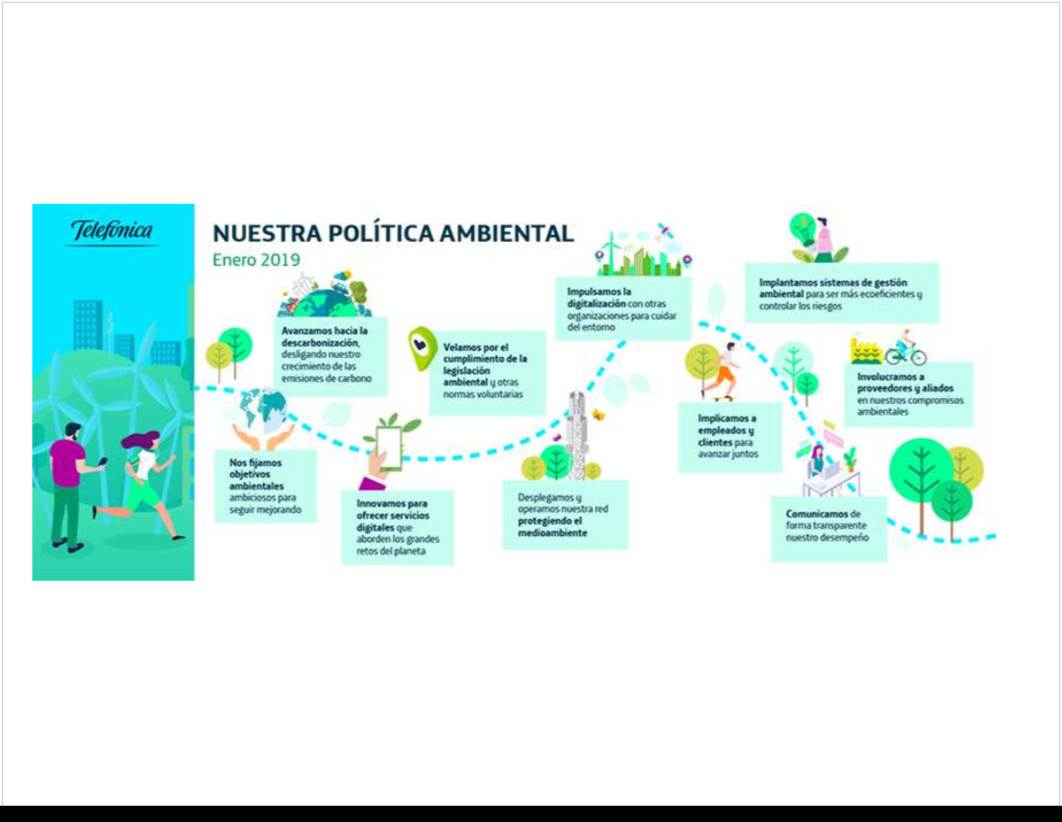 Telefónica
NUESTRA POLÍTICA AMBIENTAL
Enero 2019
Nos fijamos
objetivos
ambientales
ambiciosos para
seguir mejorando
Avanzamos hacia la
descarbonización,
desligando nuestro
crecimiento de las
emisiones de carbono
Innovamos para
ofrecer servicios
digitales que
aborden los grandes
retos del planeta
Velamos por el
cumplimiento de la
legislación
ambiental y otras
normas voluntarias
Desplegamos y
operamos nuestra red
protegiendo el
medioambiente
Impulsamos la
digitalización con otras
organizaciones para cuidar
del entorno
Implicamos a
empleados y
clientes para
avanzar juntos
Implantamos sistemas de gestión
ambiental para ser más ecoeficientes y
controlar los riesgos
Involucramos a
proveedores y aliados
en nuestros compromisos
ambientales
Comunicamos de
forma transparente
nuestro desempeño